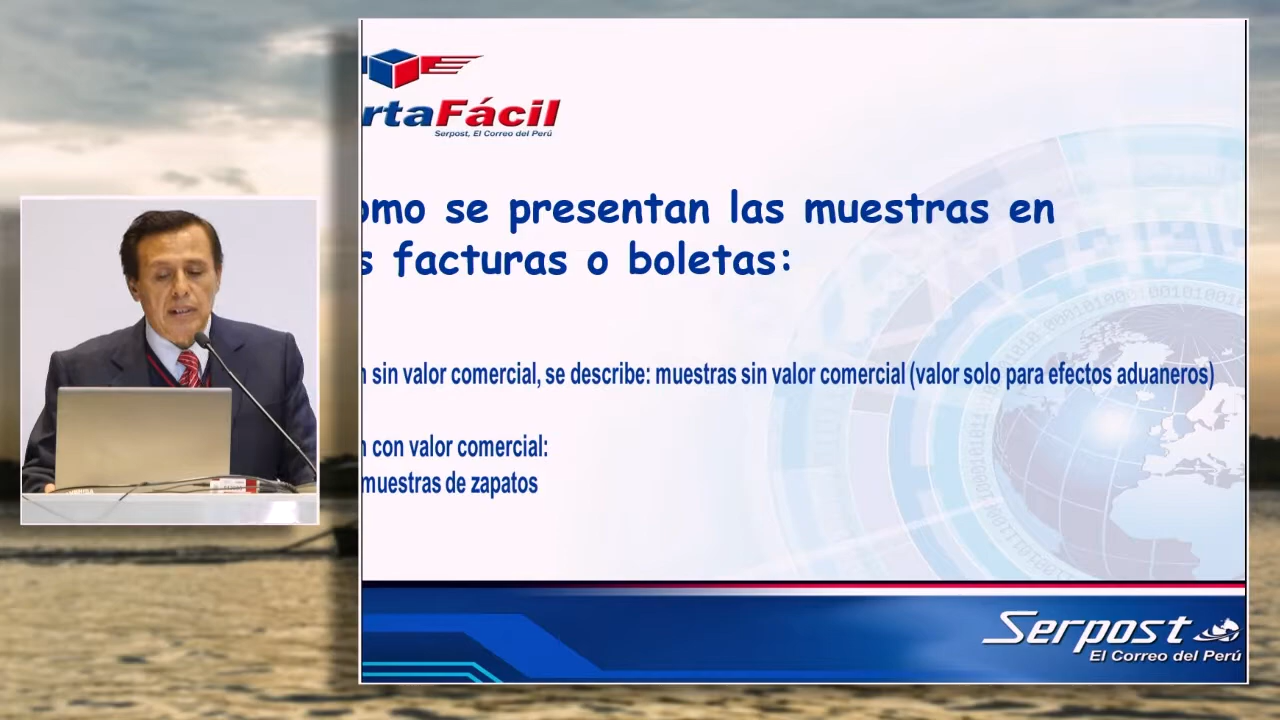 rtaFácil
Serpost, El Correo del Perú
omo se presentan las muestras en
s facturas o boletas:
n sin valor comercial, se describe: muestras sin valor comercial (valor solo para efectos aduaneros)
n con valor comercial:
muestras de zapatos
Serpost
El Correo del Perú